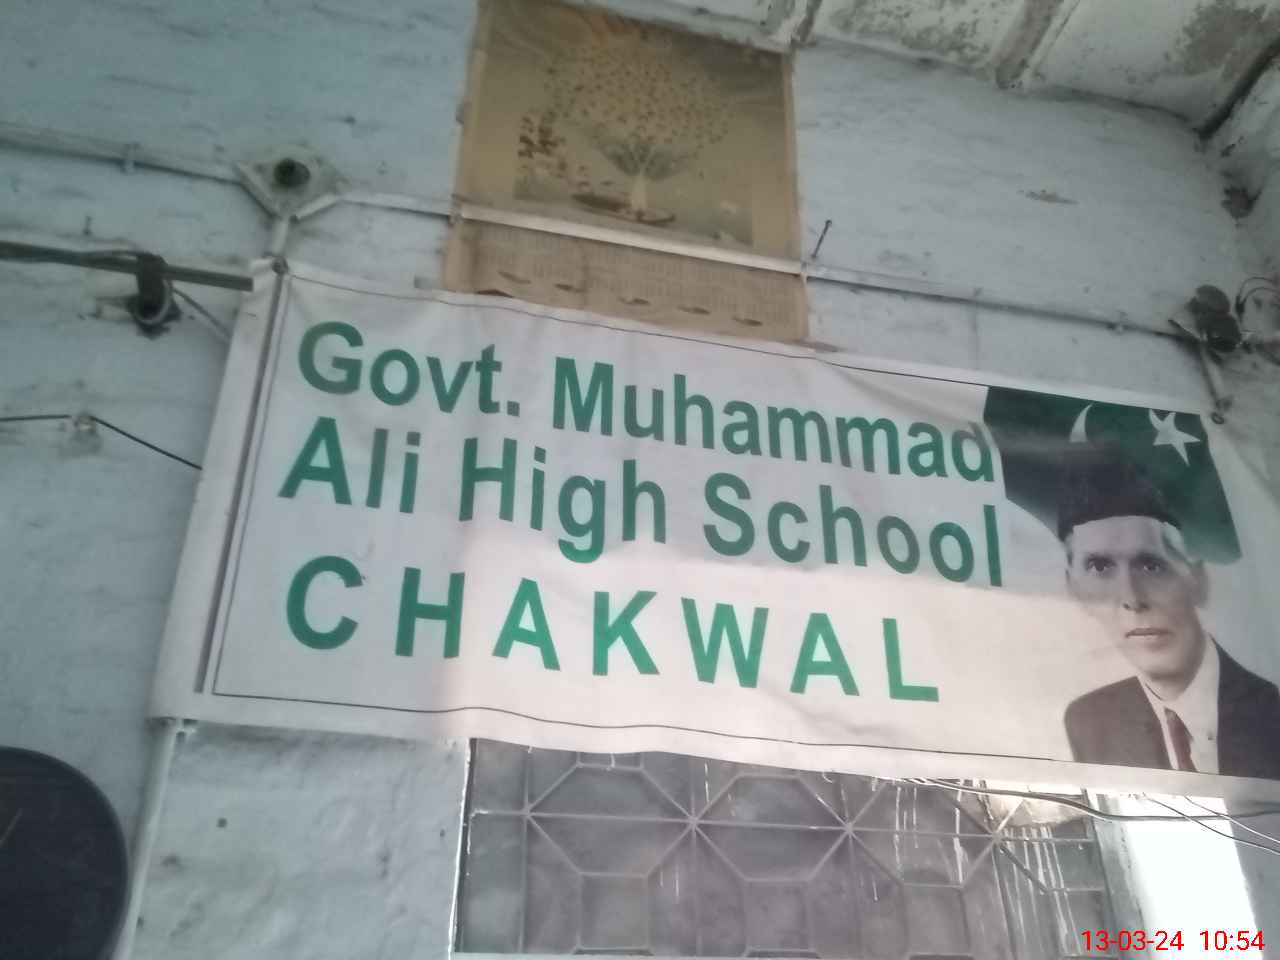 Govt. Muhammad
Ali High School
CHAKWAL
13-03-24 10:54